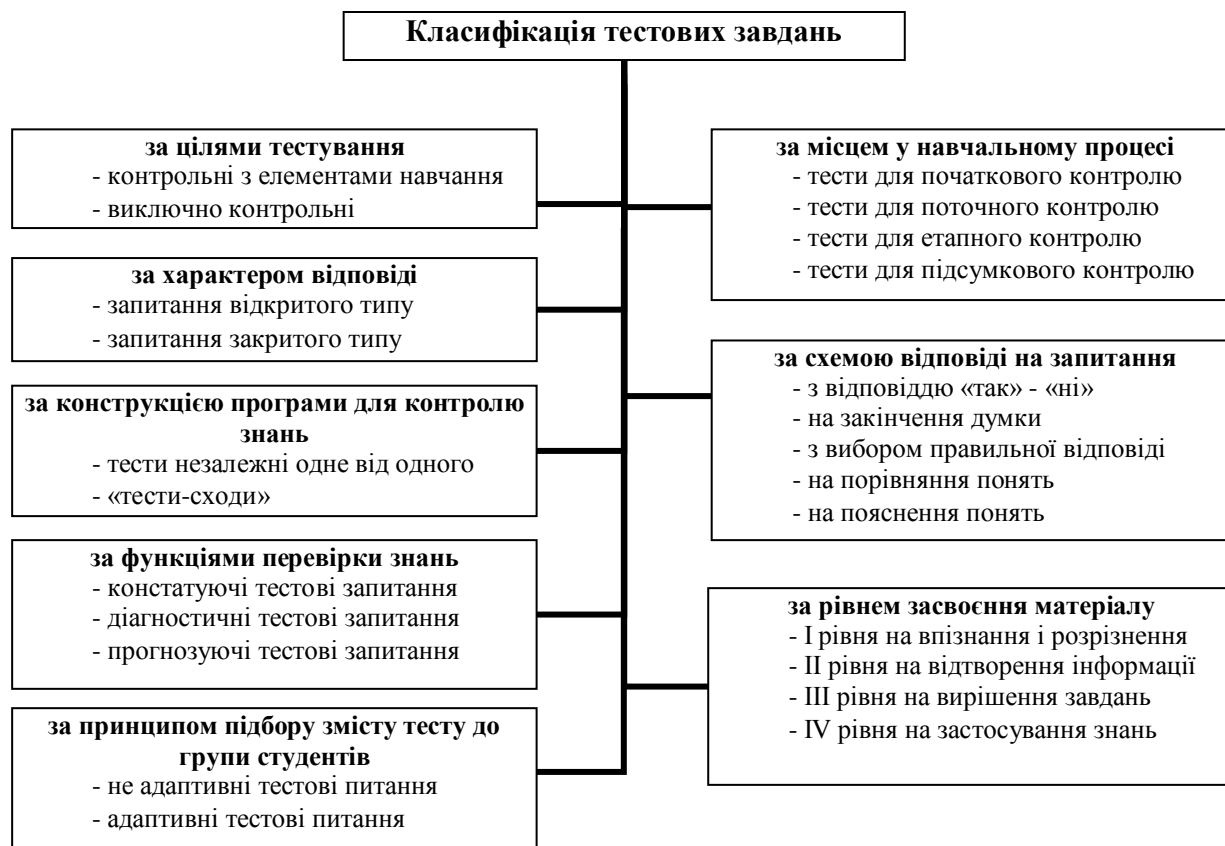 Класифікація тестових завдань
за цілями тестування
- контрольні з елементами навчання
- виключно контрольні
за характером відповіді
- запитання відкритого типу
- запитання закритого типу
за конструкцією програми для контролю
знань
- тести незалежні одне від одного
- «тести-сходи»
за функціями перевірки знань
- констатуючі тестові запитання
- діагностичні тестові запитання
- прогнозуючі тестові запитання
за принципом підбору змісту тесту до
групи студентів
- не адаптивні тестові питання
- адаптивні тестові питання
за місцем у навчальному процесі
- тести для початкового контролю
- тести для поточного контролю
- тести для етапного контролю
- тести для підсумкового контролю
за схемою відповіді на запитання
- з відповіддю «так» - «ні»
- на закінчення думки
- з вибором правильної відповіді
- на порівняння понять
- на пояснення понять
за рівнем засвоєння матеріалу
- I рівня на впізнання і розрізнення
- II рівня на відтворення інформації
- III рівня на вирішення завдань
- IV рівня на застосування знань